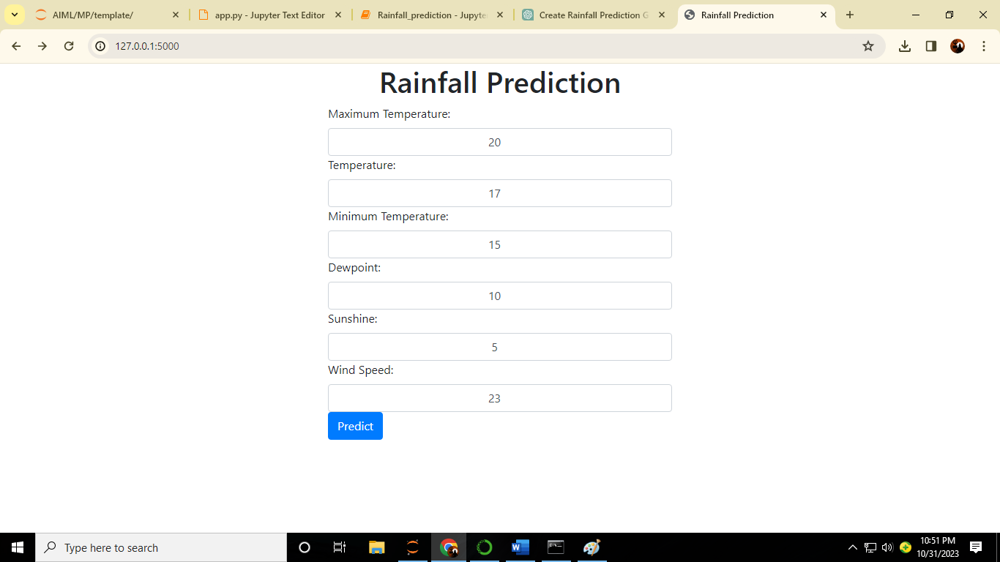 AIML/MP/template/
app.py - Jupyter Text Editor
Rainfall_prediction - Jupyte
Create Rainfall Prediction G
Rainfall Prediction
127.0.0.1:5000
Rainfall Prediction
Maximum Temperature:
20
Temperature:
17
Minimum Temperature:
15
Dewpoint:
10
Sunshine:
5
Wind Speed:
23
Predict
Type here to search
10:51 PM
10/31/2023